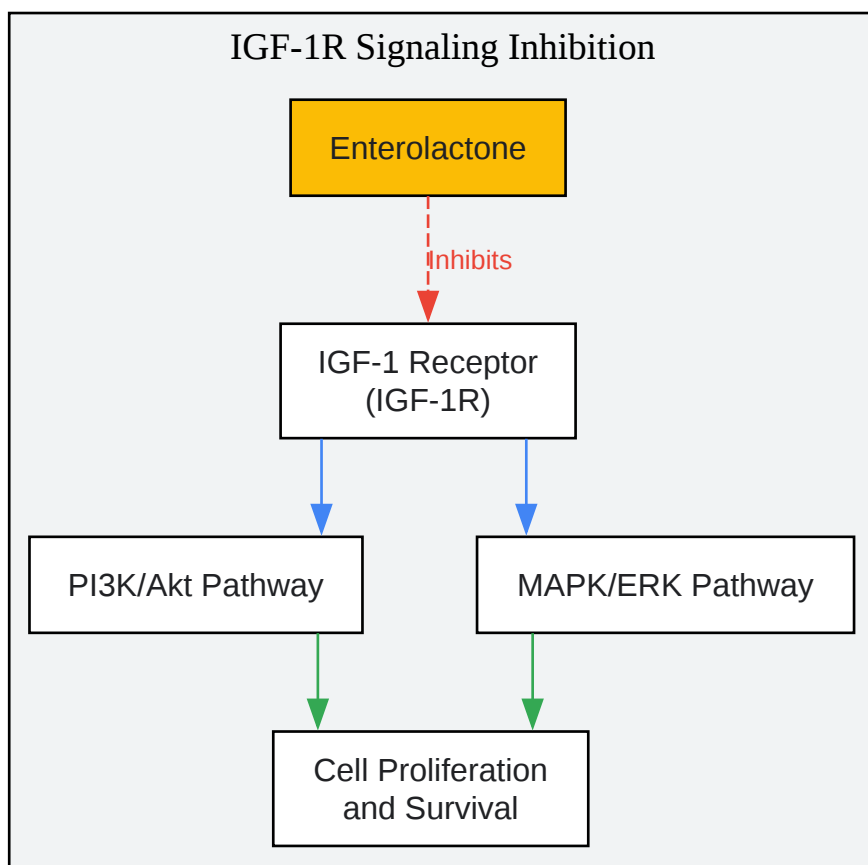 IGF-1R Signaling Inhibition
Enterolactone
Inhibits
IGF-1 Receptor
(IGF-1R)
PI3K/Akt Pathway
MAPK/ERK Pathway
Cell Proliferation
and Survival